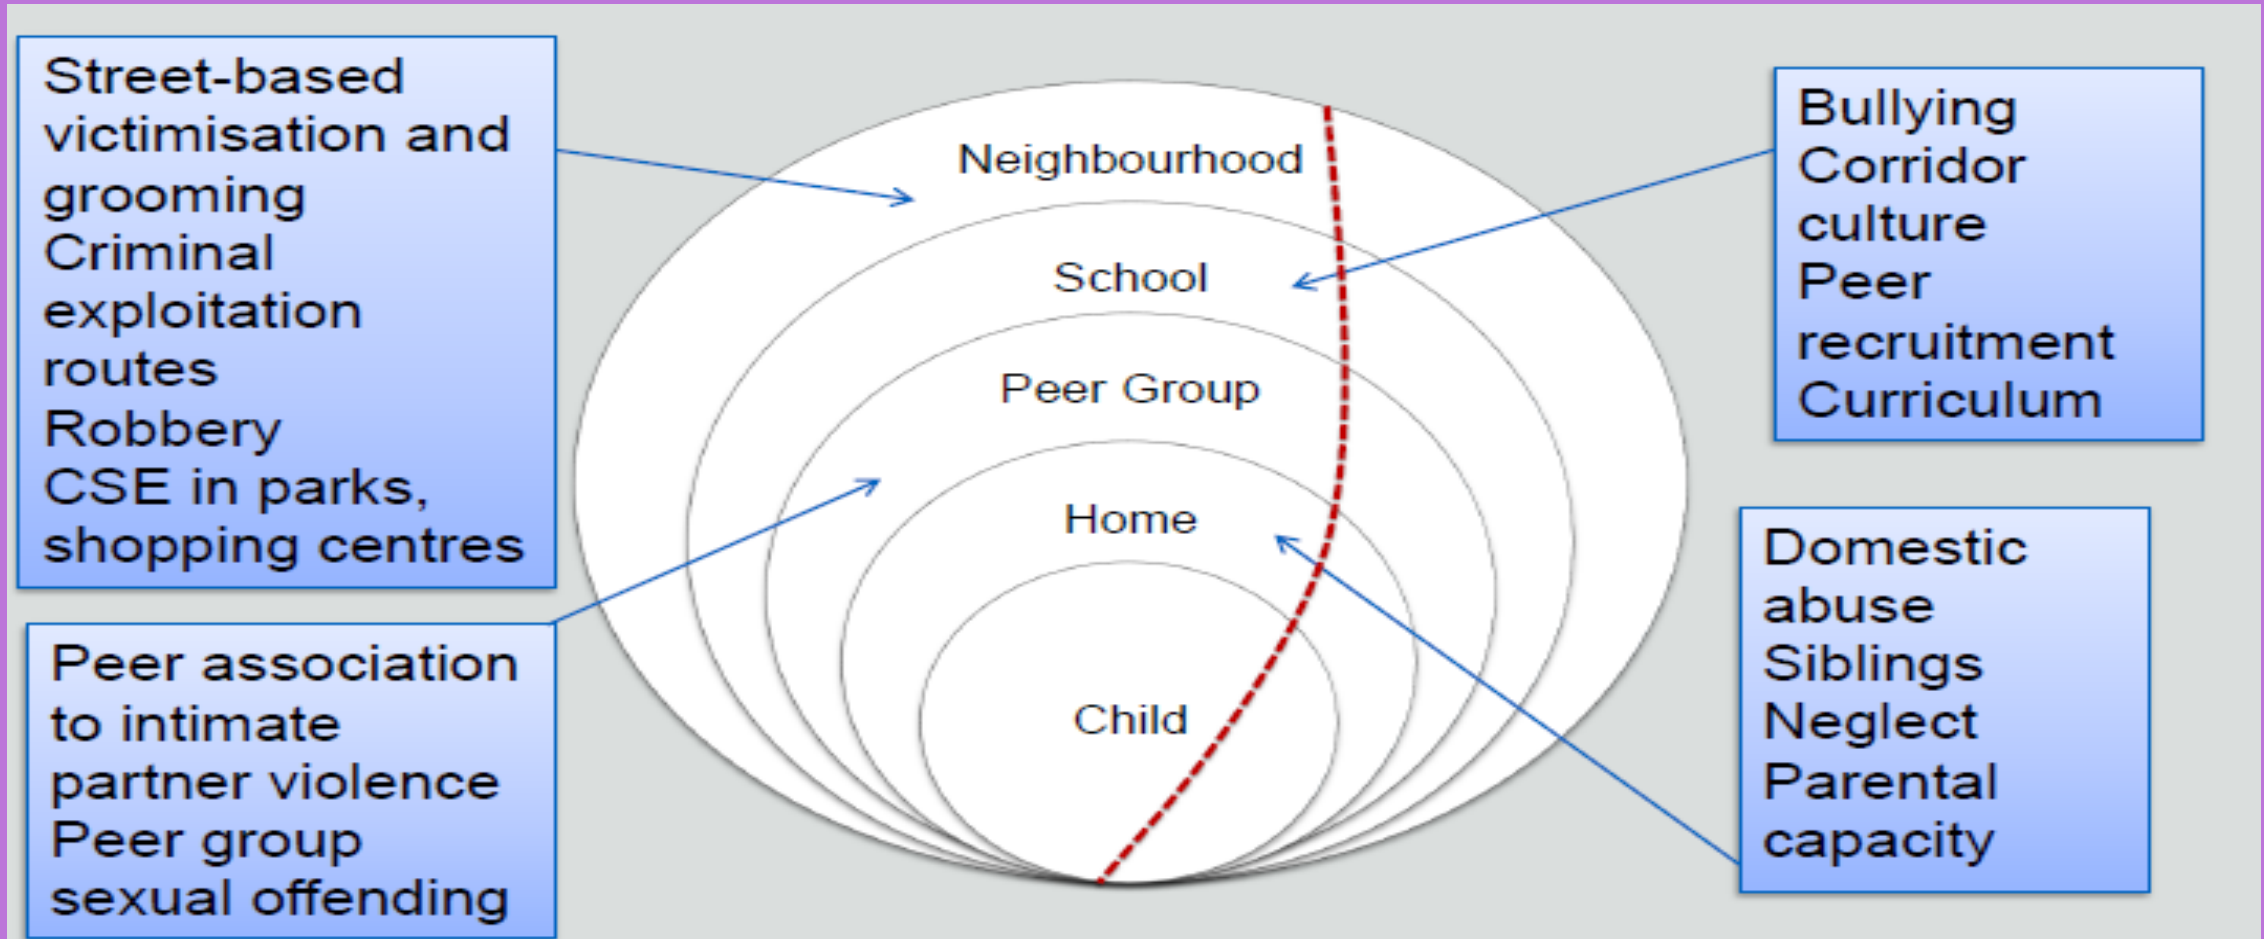 Street-based
victimisation and
grooming
Criminal
exploitation
routes
Robbery
CSE in parks,
shopping centres
Peer association
to intimate
partner violence
Peer group
sexual offending
Neighbourhood
School
Peer Group
Home
Child
Bullying
Corridor
culture
Peer
recruitment
Curriculum
Domestic
abuse
Siblings
Neglect
Parental
capacity